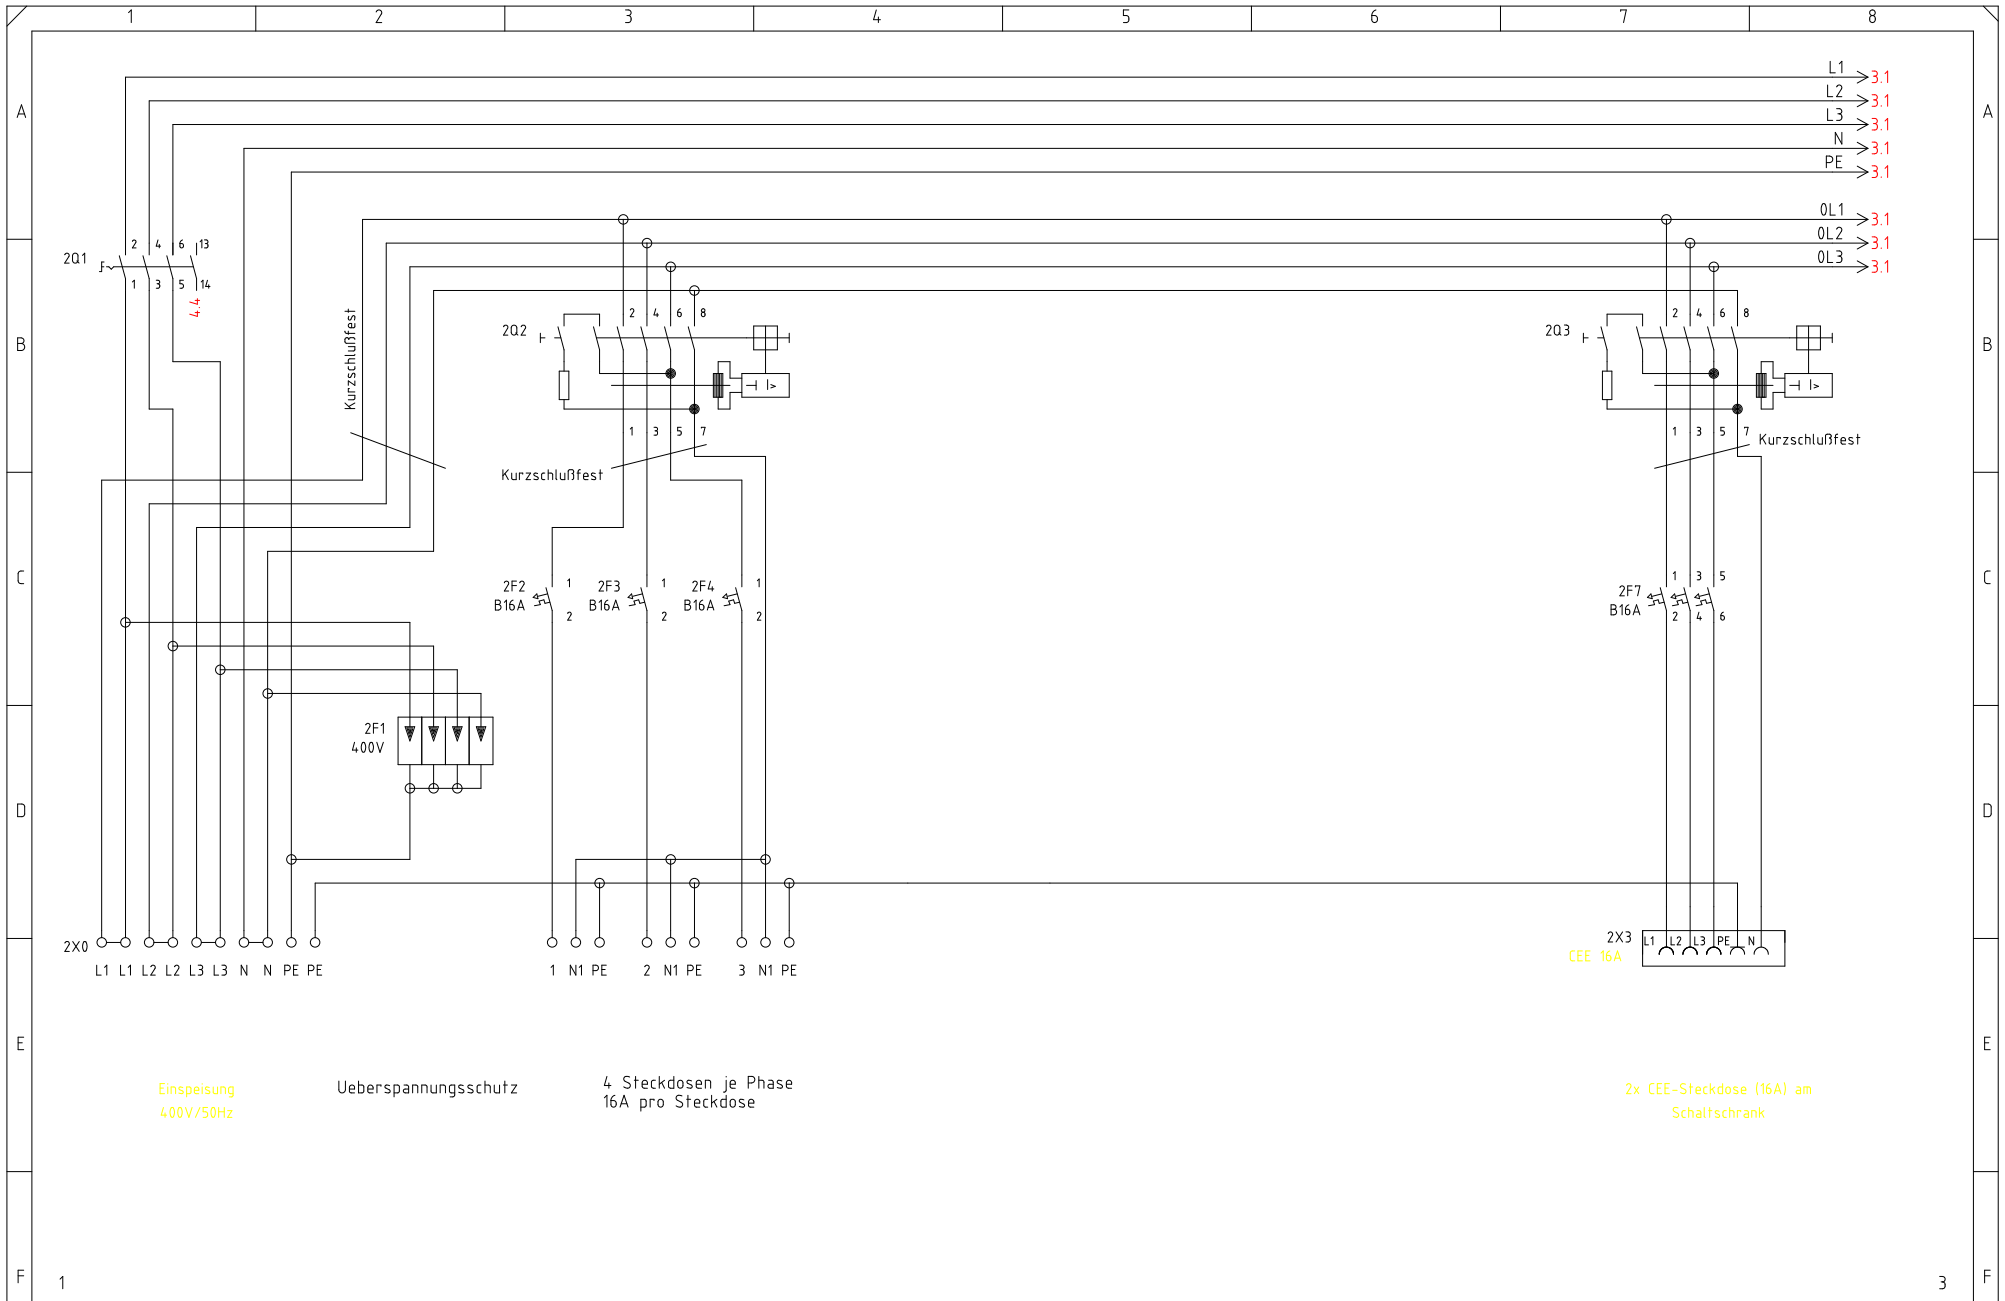 1 2 3 4 5 6 7 8
L1 3.1
A L2 3.1 A
L3 3.1
N 3.1
PE 3.1
0L1 3.1
0L2 3.1
0L3 3.1
2 4 6 13
2Q1
1 3 5 14
4.4
Kurzschlußfest
B B
2 4 6 8
2Q2
I>
1 3 5 7
Kurzschlußfest
2 4 6 8
2Q3
I>
1 3 5 7
Kurzschlußfest
C C
2F2 1
B16A 2
2F3 1
B16A 2
2F4 1
B16A 2
2F7 1 3 5
B16A 2 4 6
2F1
400V
D D
2X0
L1 L1 L2 L2 L3 L3 N N PE PE
1 N1 PE 2 N1 PE 3 N1 PE
2X3 L1 L2 L3 PE N
CEE 16A
E E
Einspeisung
400V/50Hz
Ueberspannungsschutz
4 Steckdosen je Phase
16A pro Steckdose
2x CEE-Steckdose (16A) am
Schaltschrank
F 1 3 F